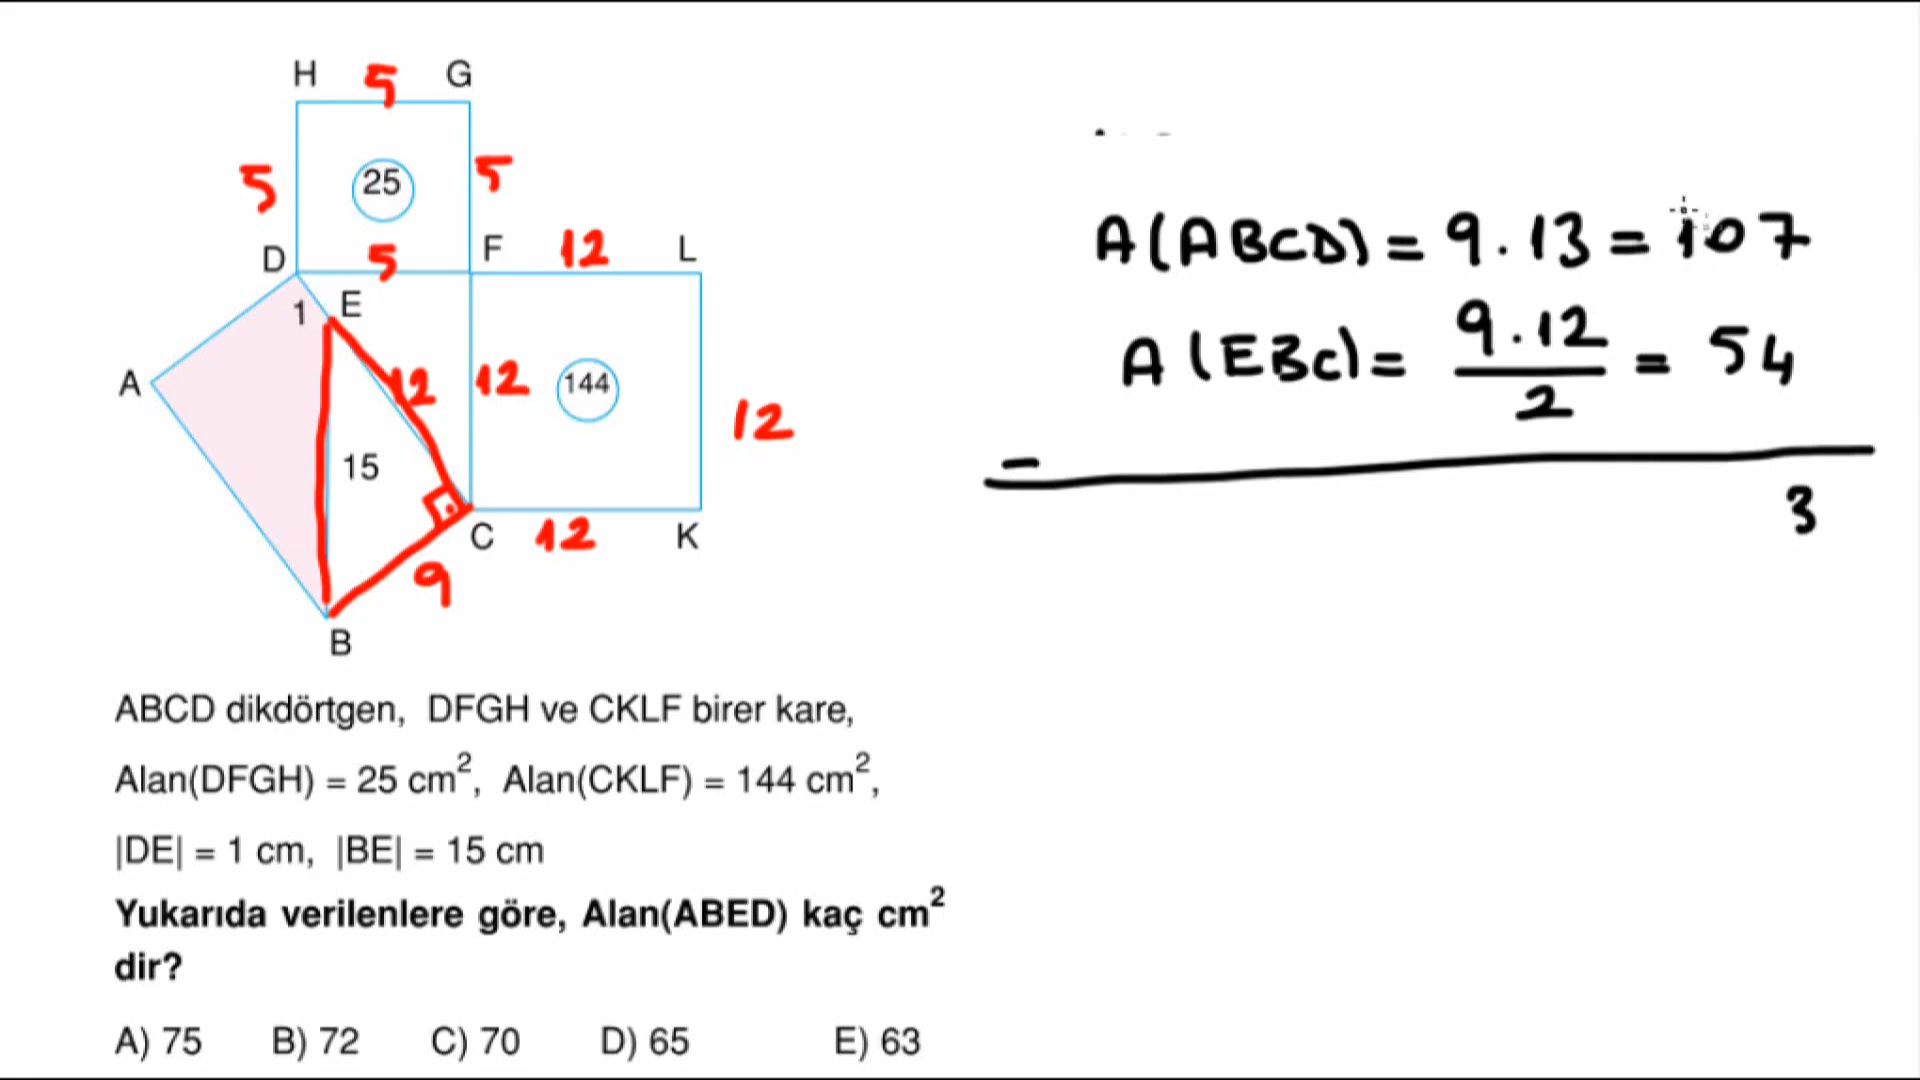 H 5 G
5 25 5
D 5 F 12 L
1 E
A 12 12 144 12
15
C 12 K
9
B
A(ABCD) = 9.13 = 107
A(EBC) = 9.12/2 = 54
-
3
ABCD dikdörtgen, DFGH ve CKLF birer kare,
Alan(DFGH) = 25 cm², Alan(CKLF) = 144 cm²,
|DE| = 1 cm, |BE| = 15 cm
Yukarıda verilenlere göre, Alan(ABED) kaç cm²
dir?
A) 75 B) 72 C) 70 D) 65 E) 63